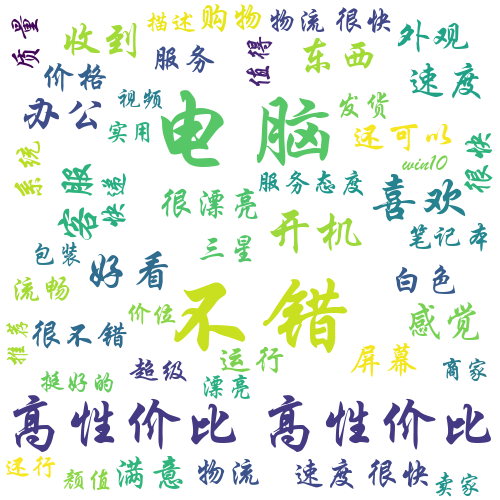 质量
收到
描述
购物
物流 很快
外观
服务
值得
东西
价格
速度
办公
视频
实用
电脑
发货
还可以
win10
很快
系统
客服
快递
很漂亮
服务态度
喜欢
开机
笔记本
三星
包装
好看
白色
流畅
价位
不错
感觉
推荐
很不错
运行
屏幕
商家
超级
挺好的
漂亮
高性价比
高性价比
还行
颜值
满意
物流
速度 很快
卖家